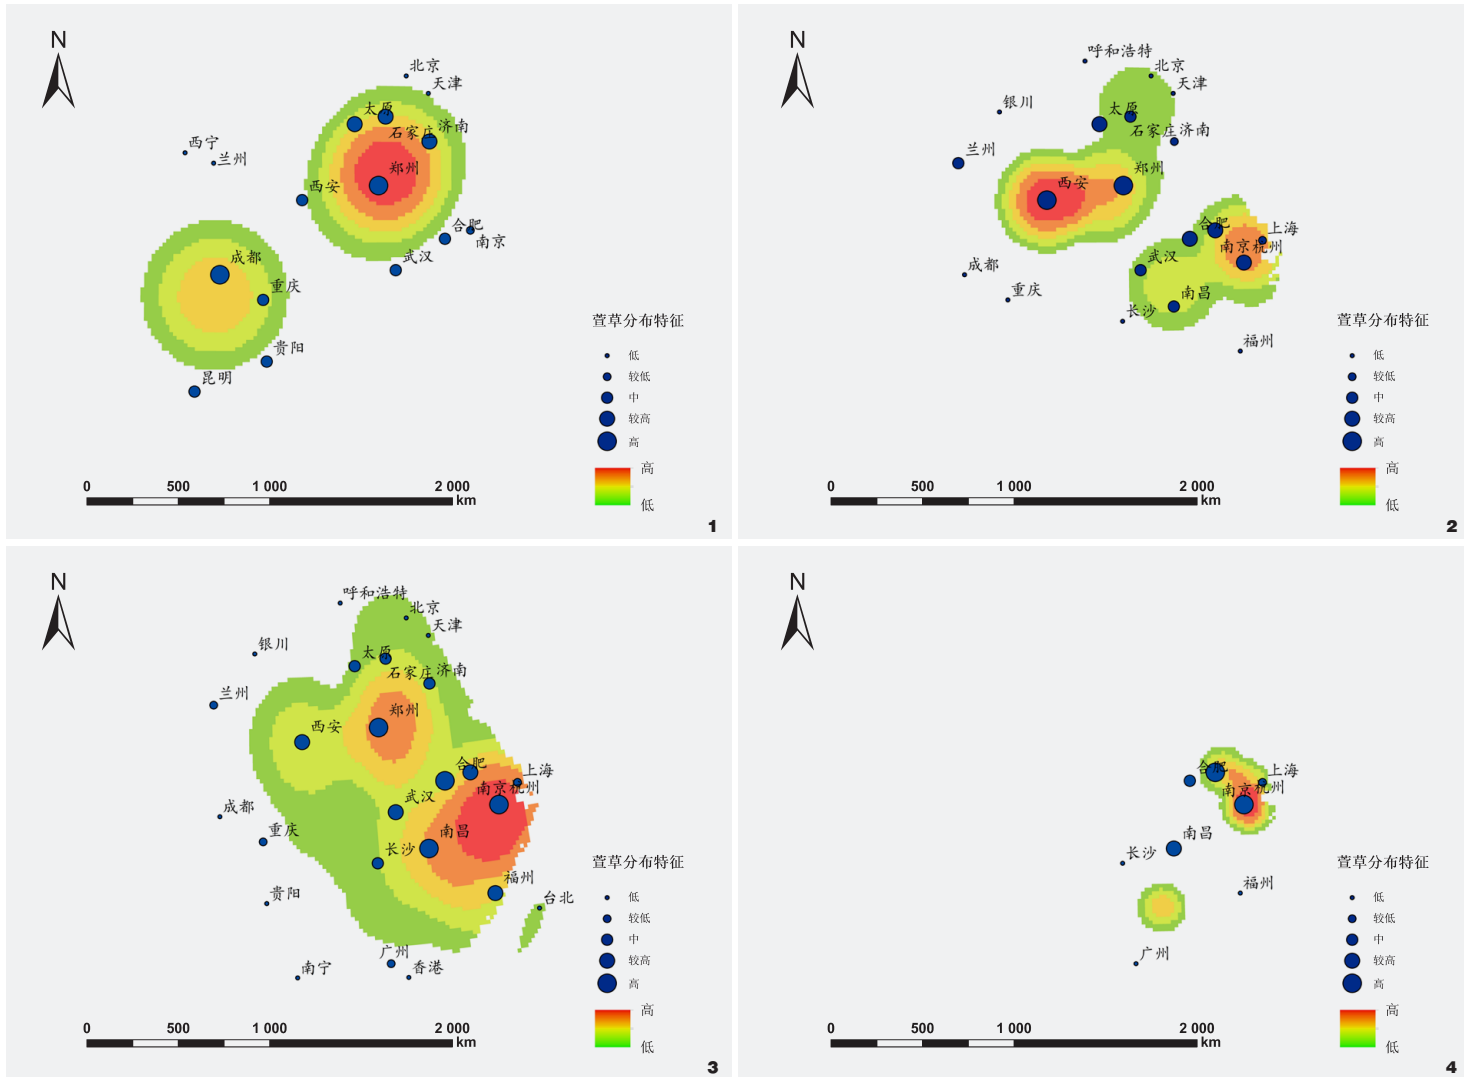 N
北京
天津
太原
石家庄
济南
西宁
兰州
郑州
西安
合肥
南京
武汉
成都
重庆
贵阳
昆明
萱草分布特征
低
较低
中
较高
高
高
低
0 500 1 000 2 000
km
1
N
呼和浩特
北京
天津
银川
太原
石家庄
济南
兰州
郑州
西安
合肥
上海
南京
杭州
武汉
成都
重庆
南昌
长沙
福州
萱草分布特征
低
较低
中
较高
高
高
低
0 500 1 000 2 000
km
2
N
呼和浩特
北京
天津
银川
太原
石家庄
济南
兰州
郑州
西安
合肥
上海
南京
杭州
武汉
成都
重庆
南昌
长沙
福州
贵阳
台北
广州
香港
南宁
萱草分布特征
低
较低
中
较高
高
高
低
0 500 1 000 2 000
km
3
N
合肥
上海
南京
杭州
南昌
长沙
福州
广州
萱草分布特征
低
较低
中
较高
高
高
低
0 500 1 000 2 000
km
4